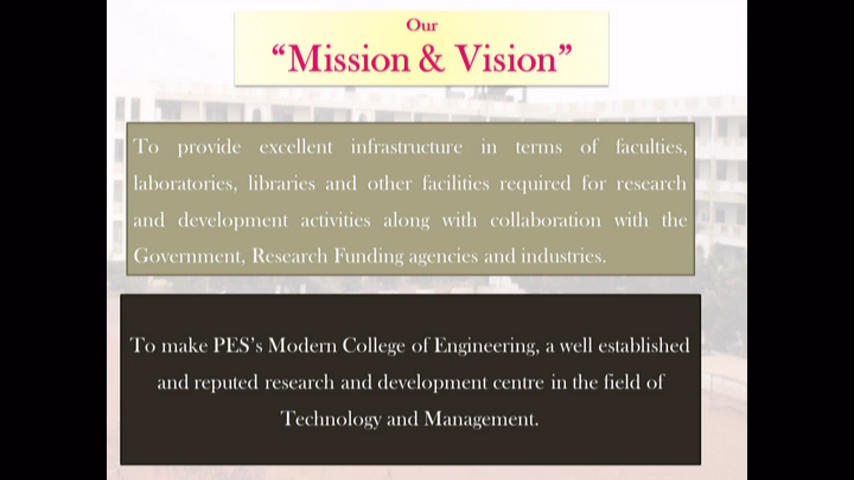 Our
“Mission & Vision”
To provide excellent infrastructure in terms of faculties,
laboratories, libraries and other facilities required for research
and development activities along with collaboration with the
Government, Research Funding agencies and industries.
To make PES’s Modern College of Engineering, a well established
and reputed research and development centre in the field of
Technology and Management.